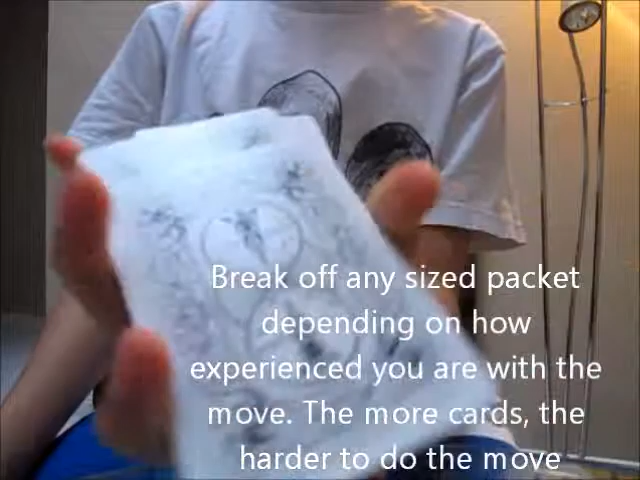 Break off any sized packet
depending on how
experienced you are with the
move. The more cards, the
harder to do the move